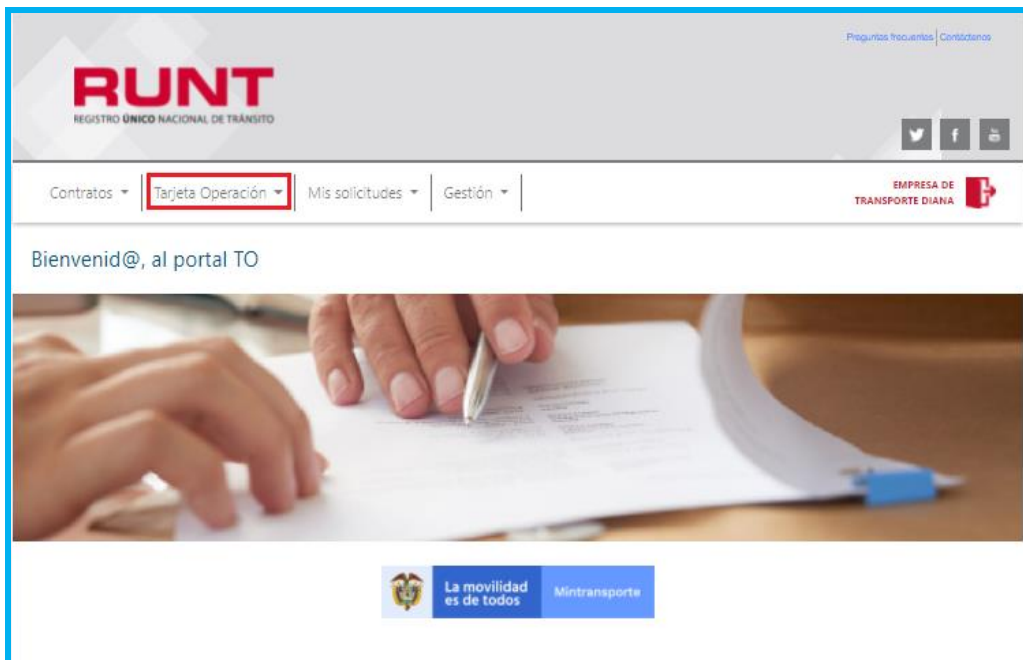 Preguntas frecuentes Contáctenos
RUNT
REGISTRO ÚNICO NACIONAL DE TRÁNSITO
Contratos Tarjeta Operación Mis solicitudes Gestión
EMPRESA DE
TRANSPORTE DIANA
Bienvenid@, al portal TO
La movilidad
es de todos
Mintransporte